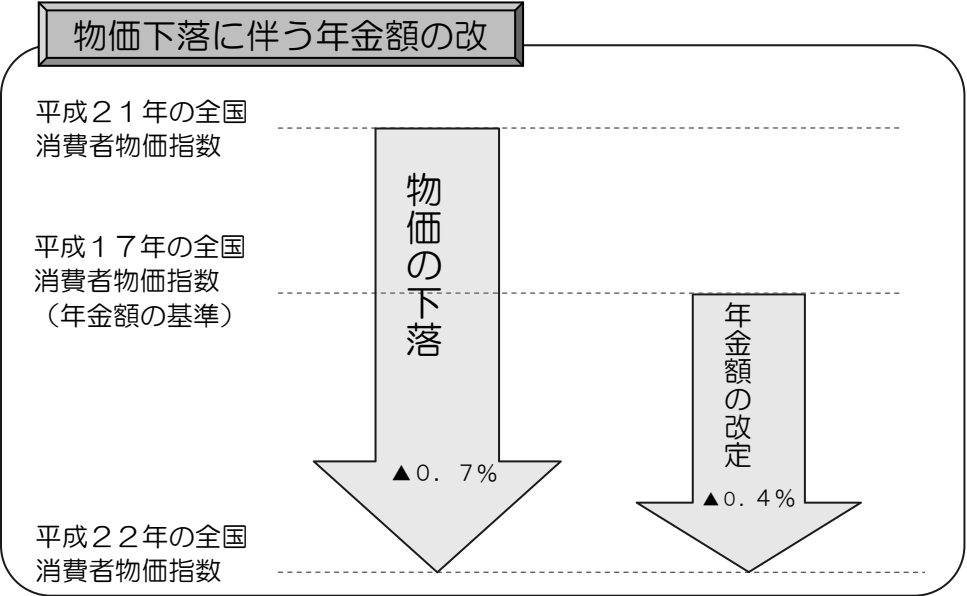 物価下落に伴う年金額の改
平成２１年の全国
消費者物価指数
平成１７年の全国
消費者物価指数
（年金額の基準）
平成２２年の全国
消費者物価指数
物価の下落
▲０．７％
年金額の改定
▲０．４％